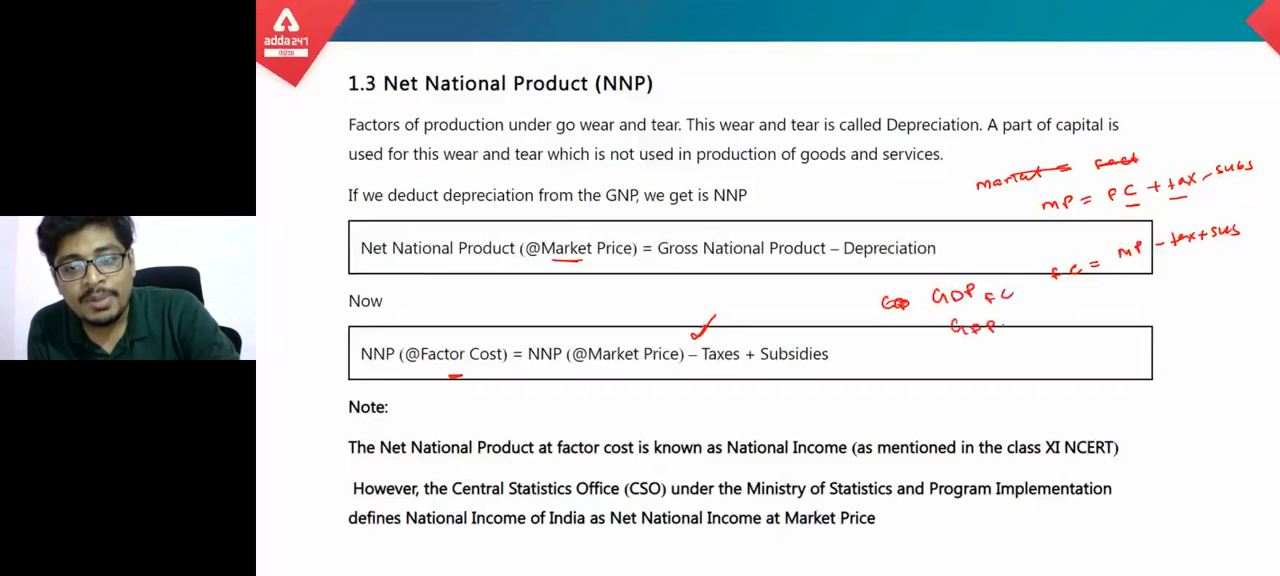 adda247
ଓଡ଼ିଆ
1.3 Net National Product (NNP)
Factors of production under go wear and tear. This wear and tear is called Depreciation. A part of capital is
used for this wear and tear which is not used in production of goods and services.
market = fact
MP = FC + tax - subs
If we deduct depreciation from the GNP, we get is NNP
Net National Product (@Market Price) = Gross National Product – Depreciation
FC = MP - tax + sus
Now
GDP FC
GDP
NNP (@Factor Cost) = NNP (@Market Price) – Taxes + Subsidies
Note:
The Net National Product at factor cost is known as National Income (as mentioned in the class XI NCERT)
However, the Central Statistics Office (CSO) under the Ministry of Statistics and Program Implementation
defines National Income of India as Net National Income at Market Price